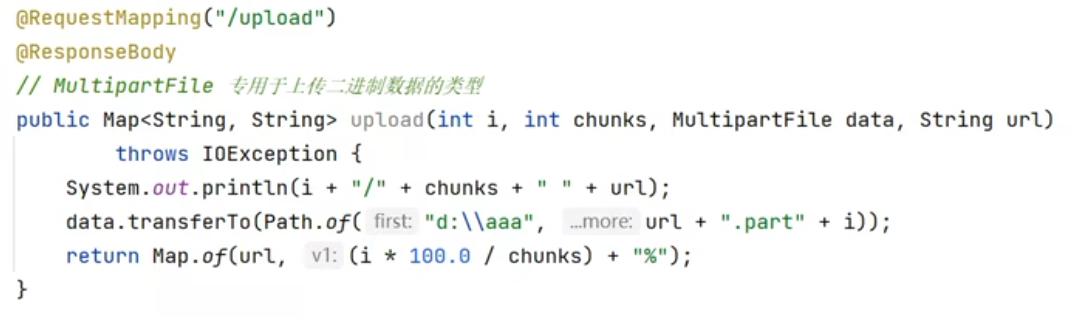 @RequestMapping("/upload")
@ResponseBody
// MultipartFile 专用于上传二进制数据的类型
public Map<String, String> upload(int i, int chunks, MultipartFile data, String url)
throws IOException {
System.out.println(i + "/" + chunks + " " + url);
data.transferTo(Path.of( first: "d:\\aaa", ...more: url + ".part" + i));
return Map.of(url, v1: (i * 100.0 / chunks) + "%");
}